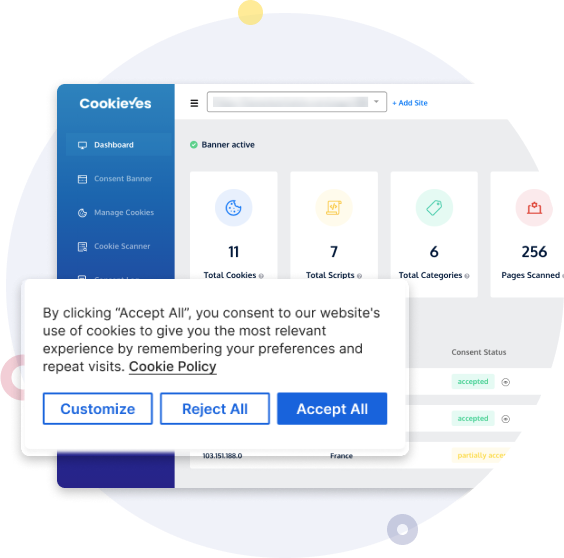 CookieYes
+ Add Site
Dashboard
Banner active
Consent Banner
Manage Cookies
Cookie Scanner
11
7
6
256
Total Cookies
Total Scripts
Total Categories
Pages Scanned
By clicking “Accept All”, you consent to our website's
use of cookies to give you the most relevant
experience by remembering your preferences and
repeat visits. Cookie Policy
Customize
Reject All
Accept All
Consent Status
accepted
accepted
103.151.188.0
France
partially acce